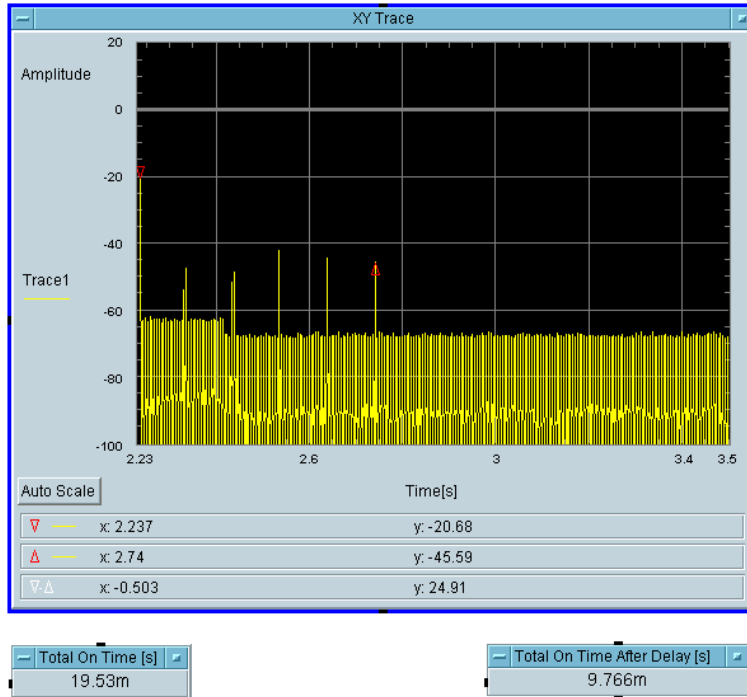 XY Trace
Amplitude
20
0
-20
-40
Trace1
-60
-80
-100
2.23 2.6 3 3.4 3.5
Auto Scale Time[s]
x: 2.237 y: -20.68
x: 2.74 y: -45.59
x: -0.503 y: 24.91
Total On Time [s] Total On Time After Delay [s]
19.53m 9.766m